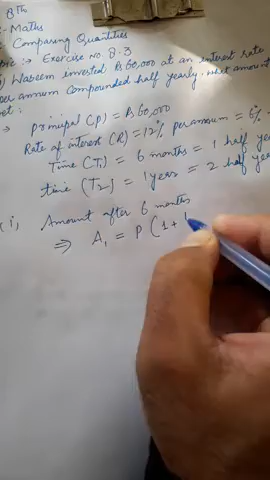 8th
- Maths
Comparing Quantities
:- Exercise No. 8.3
) Nabeem invested Rs 60,000 at an interest rate
per annum compounded half yearly. what amount
⇒ Principal (P) = Rs 60,000
Rate of interest (R) = 12% per annum = 6%
Time (T1) = 6 months = 1 half ye
time (T2) = 1 year = 2 half year
(i, Amount after 6 months
⇒ A1 = P (1+